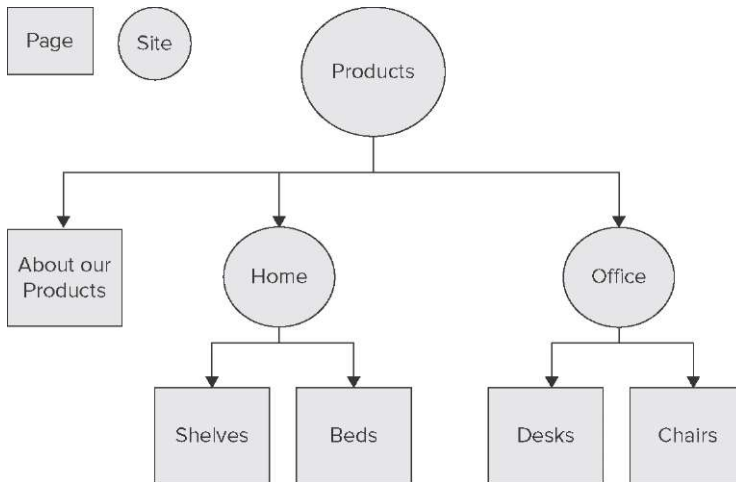 Page
Site
Products
About our
Products
Home
Office
Shelves
Beds
Desks
Chairs